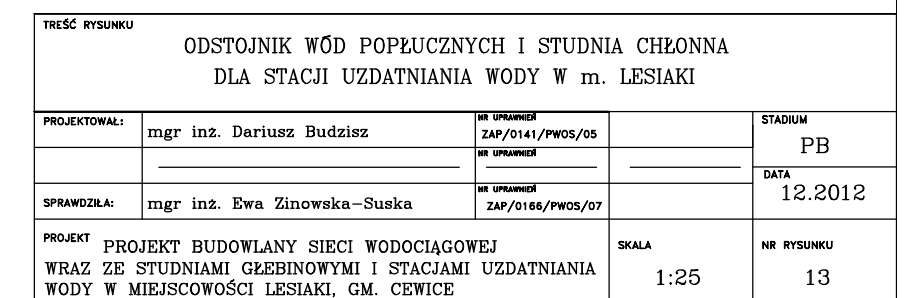 TREŚĆ RYSUNKU
ODSTOJNIK WÓD POPŁUCZNYCH I STUDNIA CHŁONNA
DLA STACJI UZDATNIANIA WODY W m. LESIAKI
PROJEKTOWAŁ:
mgr inż. Dariusz Budzisz
NR UPRAWNIEŃ
ZAP/0141/PWOS/05
STADIUM
PB
NR UPRAWNIEŃ
DATA
12.2012
SPRAWDZIŁA:
mgr inż. Ewa Zinowska-Suska
NR UPRAWNIEŃ
ZAP/0166/PWOS/07
PROJEKT
PROJEKT BUDOWLANY SIECI WODOCIĄGOWEJ
WRAZ ZE STUDNIAMI GŁEBINOWYMI I STACJAMI UZDATNIANIA
WODY W MIEJSCOWOŚCI LESIAKI, GM. CEWICE
SKALA
1:25
NR RYSUNKU
13